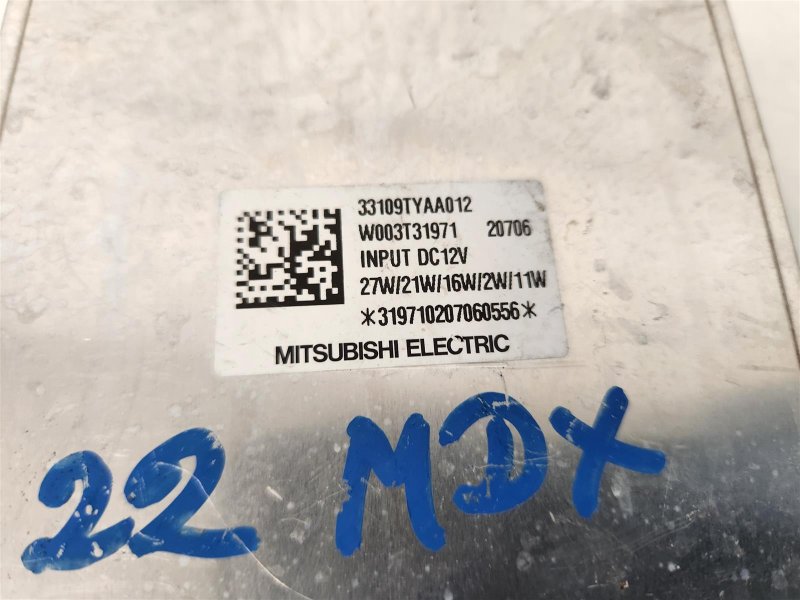 33109TYAA012
W003T31971 20706
INPUT DC12V
27W/21W/16W/2W/11W
*319710207060556*
MITSUBISHI ELECTRIC
22 MDX